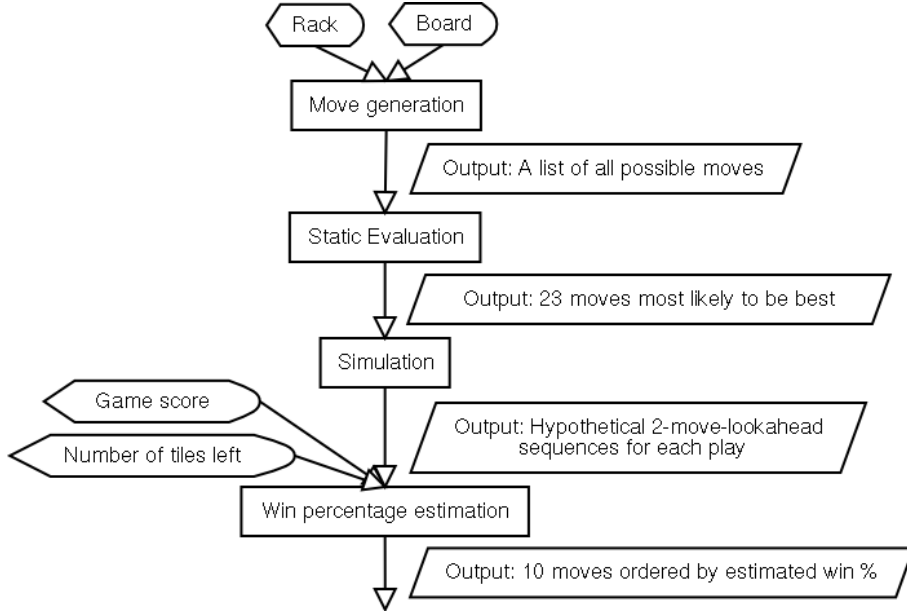 Rack
Board
Move generation
Output: A list of all possible moves
Static Evaluation
Output: 23 moves most likely to be best
Simulation
Game score
Output: Hypothetical 2-move-lookahead
sequences for each play
Number of tiles left
Win percentage estimation
Output: 10 moves ordered by estimated win %